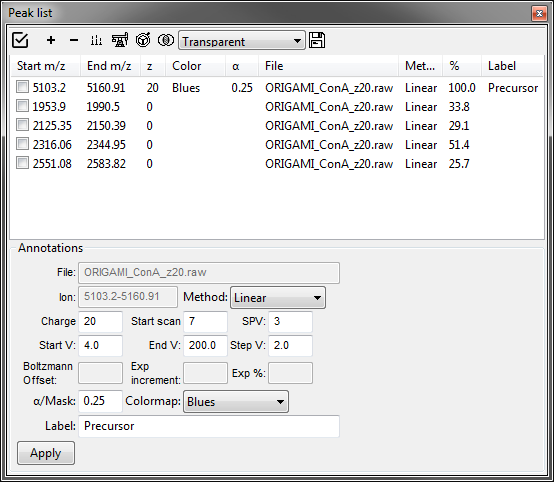 Peak list
Transparent
Start m/z End m/z z Color α File Met... % Label
5103.2 5160.91 20 Blues 0.25 ORIGAMI_ConA_z20.raw Linear 100.0 Precursor
1953.9 1990.5 0 ORIGAMI_ConA_z20.raw Linear 33.8
2125.35 2150.39 0 ORIGAMI_ConA_z20.raw Linear 29.1
2316.06 2344.95 0 ORIGAMI_ConA_z20.raw Linear 51.4
2551.08 2583.82 0 ORIGAMI_ConA_z20.raw Linear 25.7
Annotations
File: ORIGAMI_ConA_z20.raw
Ion: 5103.2-5160.91 Method: Linear
Charge 20 Start scan 7 SPV: 3
Start V: 4.0 End V: 200.0 Step V: 2.0
Boltzmann Offset: Exp increment: Exp %:
α/Mask: 0.25 Colormap: Blues
Label: Precursor
Apply